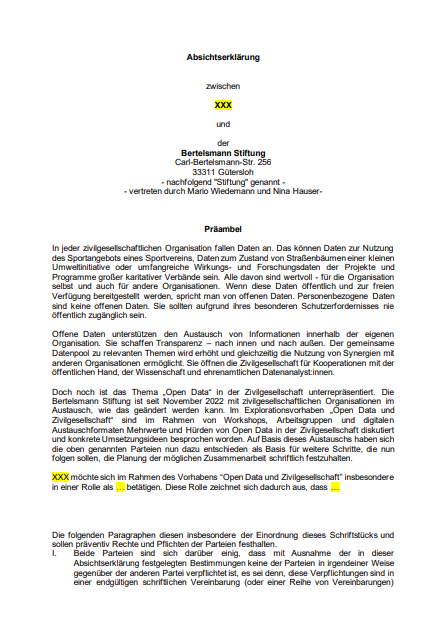 Absichtserklärung
zwischen
XXX
und
der
Bertelsmann Stiftung
Carl-Bertelsmann-Str. 256
33311 Gütersloh
- nachfolgend "Stiftung" genannt -
- vertreten durch Mario Wiedemann und Nina Hauser-
Präambel
In jeder zivilgesellschaftlichen Organisation fallen Daten an. Das können Daten zur Nutzung
des Sportangebots eines Sportvereins, Daten zum Zustand von Straßenbäumen einer kleinen
Umweltinitiative oder umfangreiche Wirkungs- und Forschungsdaten der Projekte und
Programme großer karitativer Verbände sein. Alle davon sind wertvoll - für die Organisation
selbst und auch für andere Organisationen. Wenn diese Daten öffentlich und zur freien
Verfügung bereitgestellt werden, spricht man von offenen Daten. Personenbezogene Daten
sind keine offenen Daten. Sie sollten aufgrund ihres besonderen Schutzerfordernisses nie
öffentlich zugänglich sein.
Offene Daten unterstützen den Austausch von Informationen innerhalb der eigenen
Organisation. Sie schaffen Transparenz – nach innen und nach außen. Der gemeinsame
Datenpool zu relevanten Themen wird erhöht und gleichzeitig die Nutzung von Synergien mit
anderen Organisationen ermöglicht. Sie öffnen die Zivilgesellschaft für Kooperationen mit der
öffentlichen Hand, der Wissenschaft und ehrenamtlichen Datenanalyst:innen.
Doch noch ist das Thema „Open Data“ in der Zivilgesellschaft unterrepräsentiert. Die
Bertelsmann Stiftung ist seit November 2022 mit zivilgesellschaftlichen Organisationen im
Austausch, wie das geändert werden kann. Im Explorationsvorhaben „Open Data und
Zivilgesellschaft“ sind im Rahmen von Workshops, Arbeitsgruppen und digitalen
Austauschformaten Mehrwerte und Hürden von Open Data in der Zivilgesellschaft diskutiert
und konkrete Umsetzungsideen besprochen worden. Auf Basis dieses Austauschs haben sich
die oben genannten Parteien nun dazu entschieden als Basis für weitere Schritte, die nun
folgen sollen, die Planung der möglichen Zusammenarbeit schriftlich festzuhalten.
XXX möchte sich im Rahmen des Vorhabens “Open Data und Zivilgesellschaft” insbesondere
in einer Rolle als … betätigen. Diese Rolle zeichnet sich dadurch aus, dass …
Die folgenden Paragraphen dienen insbesondere der Einordnung dieses Schriftstücks und
sollen präventiv Rechte und Pflichten der Parteien festhalten.
I. Beide Parteien sind sich darüber einig, dass mit Ausnahme der in dieser
Absichtserklärung festgelegten Bestimmungen keine der Parteien in irgendeiner Weise
gegenüber der anderen Partei verpflichtet ist, es sei denn, diese Verpflichtungen sind in
einer endgültigen schriftlichen Vereinbarung (oder einer Reihe von Vereinbarungen)